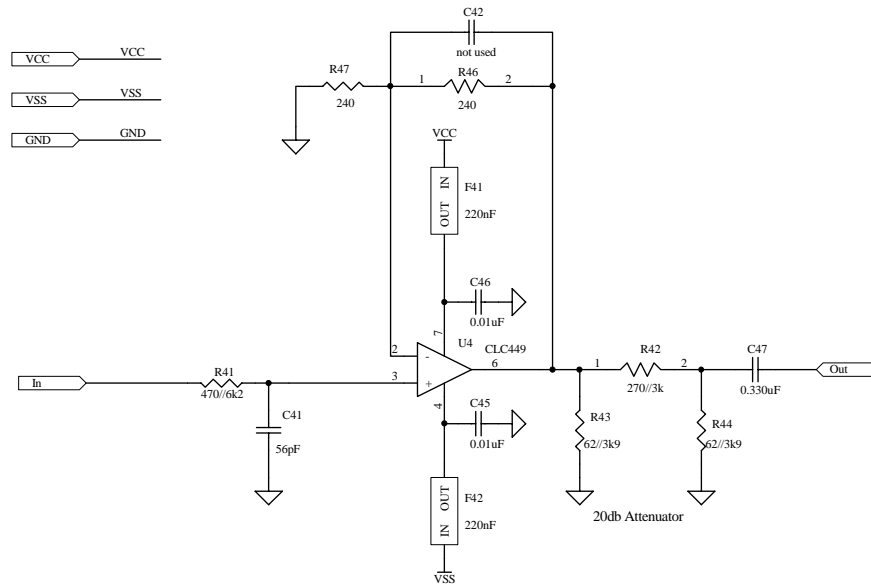 C42
not used
VCC VCC
R47
1 R46 2
240
240
VSS VSS
GND GND
VCC
IN
OUT
F41
220nF
C46
0.01uF
7
U4
2
-
CLC449
6
R41
470//6k2
In
3
+
1
R42
2
270//3k
C47
0.330uF
Out
4
C41
56pF
C45
0.01uF
R43
62//3k9
R44
62//3k9
OUT
IN
F42
220nF
20db Attenuator
VSS